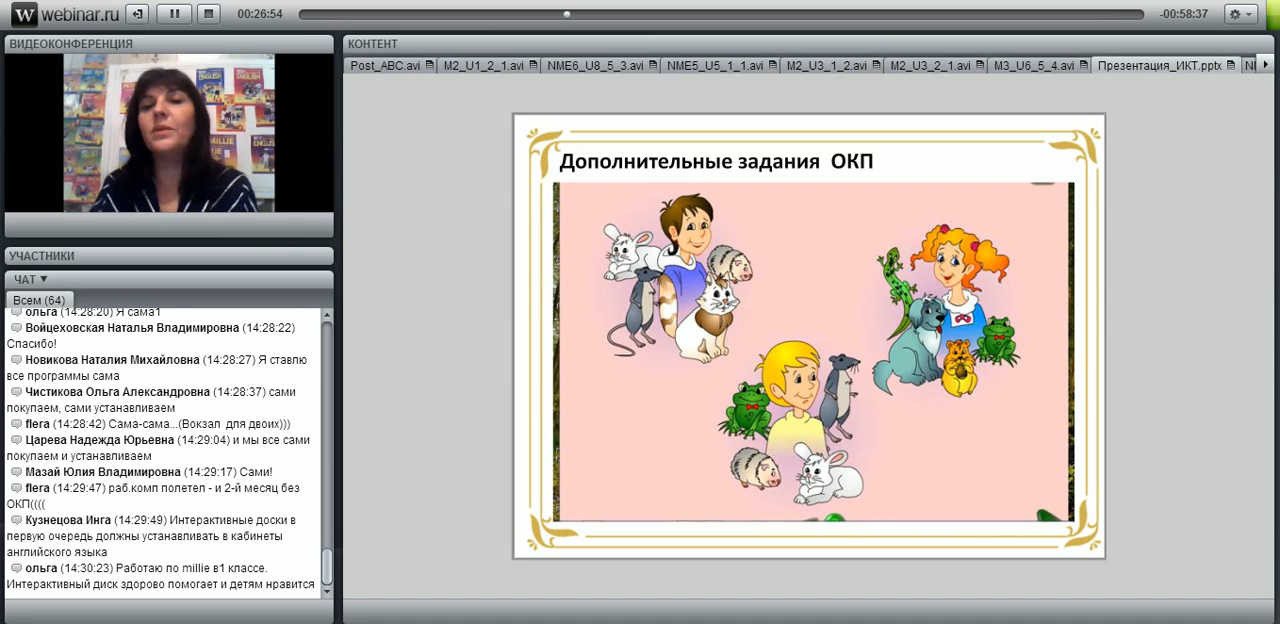 W webinar.ru 00:26:54 -00:58:37
ВИДЕОКОНФЕРЕНЦИЯ
ENGLISH
ENGLISH
MILLIE
УЧАСТНИКИ
ЧАТ ▼
Всем (64)
ольга (14:28:20) Я сама1
Войцеховская Наталья Владимировна (14:28:22)
Спасибо!
Новикова Наталия Михайловна (14:28:27) Я ставлю
все программы сама
Чистикова Ольга Александровна (14:28:37) сами
покупаем, сами устанавливаем
flera (14:28:42) Сама-сама...(Вокзал для двоих)))
Царева Надежда Юрьевна (14:29:04) и мы все сами
покупаем и устанавливаем
Мазай Юлия Владимировна (14:29:17) Сами!
flera (14:29:47) раб.комп полетел - и 2-й месяц без
ОКП((((
Кузнецова Инга (14:29:49) Интерактивные доски в
первую очередь должны устанавливать в кабинеты
английского языка
ольга (14:30:23) Работаю по millie в1 классе.
Интерактивный диск здорово помогает и детям нравится
КОНТЕНТ
Post_ABC.avi M2_U1_2_1.avi NME6_U8_5_3.avi NME5_U5_1_1.avi M2_U3_1_2.avi M2_U3_2_1.avi M3_U6_5_4.avi Презентация_ИКТ.pptx
Дополнительные задания ОКП